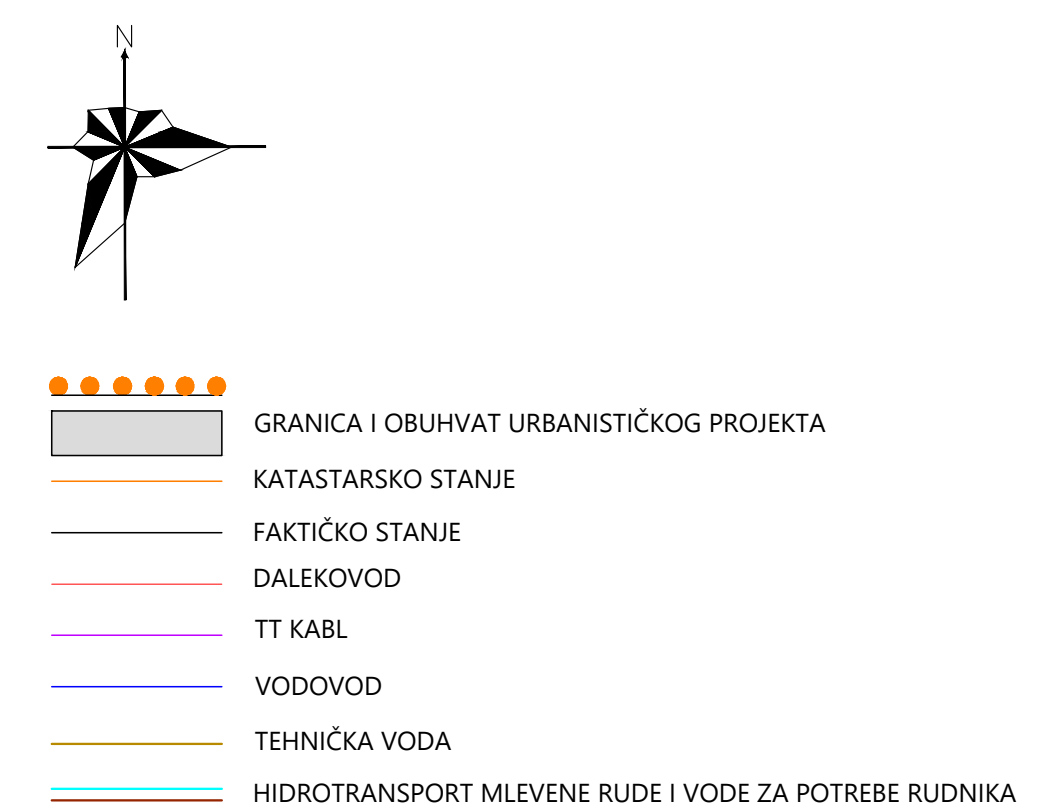 N
GRANICA I OBUHVAT URBANISTIČKOG PROJEKTA
KATASTARSKO STANJE
FAKTIČKO STANJE
DALEKOVOD
TT KABL
VODOVOD
TEHNIČKA VODA
HIDROTRANSPORT MLEVENE RUDE I VODE ZA POTREBE RUDNIKA